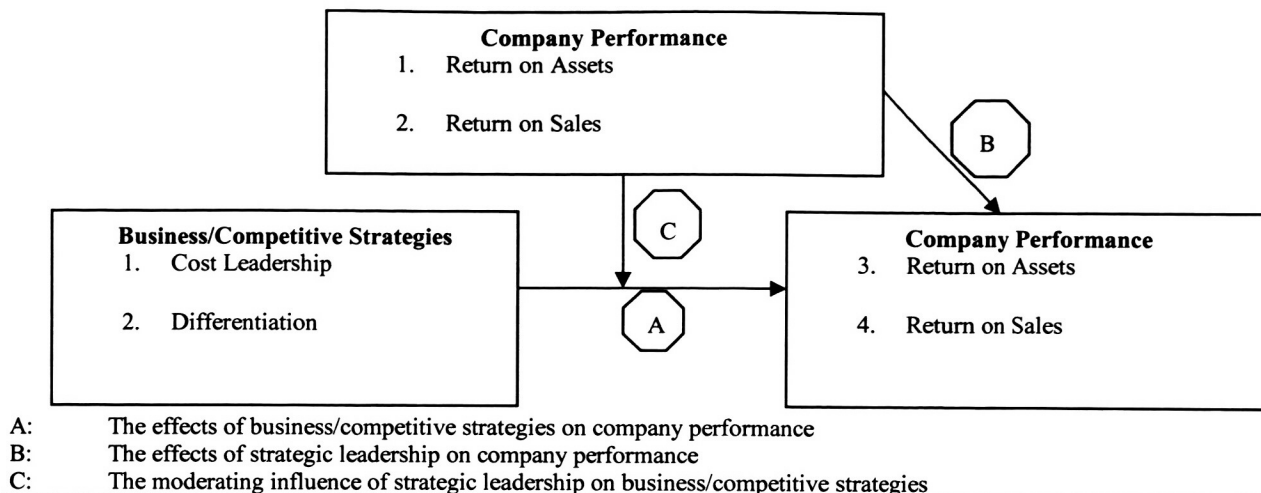 Company Performance
1. Return on Assets
2. Return on Sales
B
C
Business/Competitive Strategies
1. Cost Leadership
2. Differentiation
A
Company Performance
3. Return on Assets
4. Return on Sales
A: The effects of business/competitive strategies on company performance
B: The effects of strategic leadership on company performance
C: The moderating influence of strategic leadership on business/competitive strategies